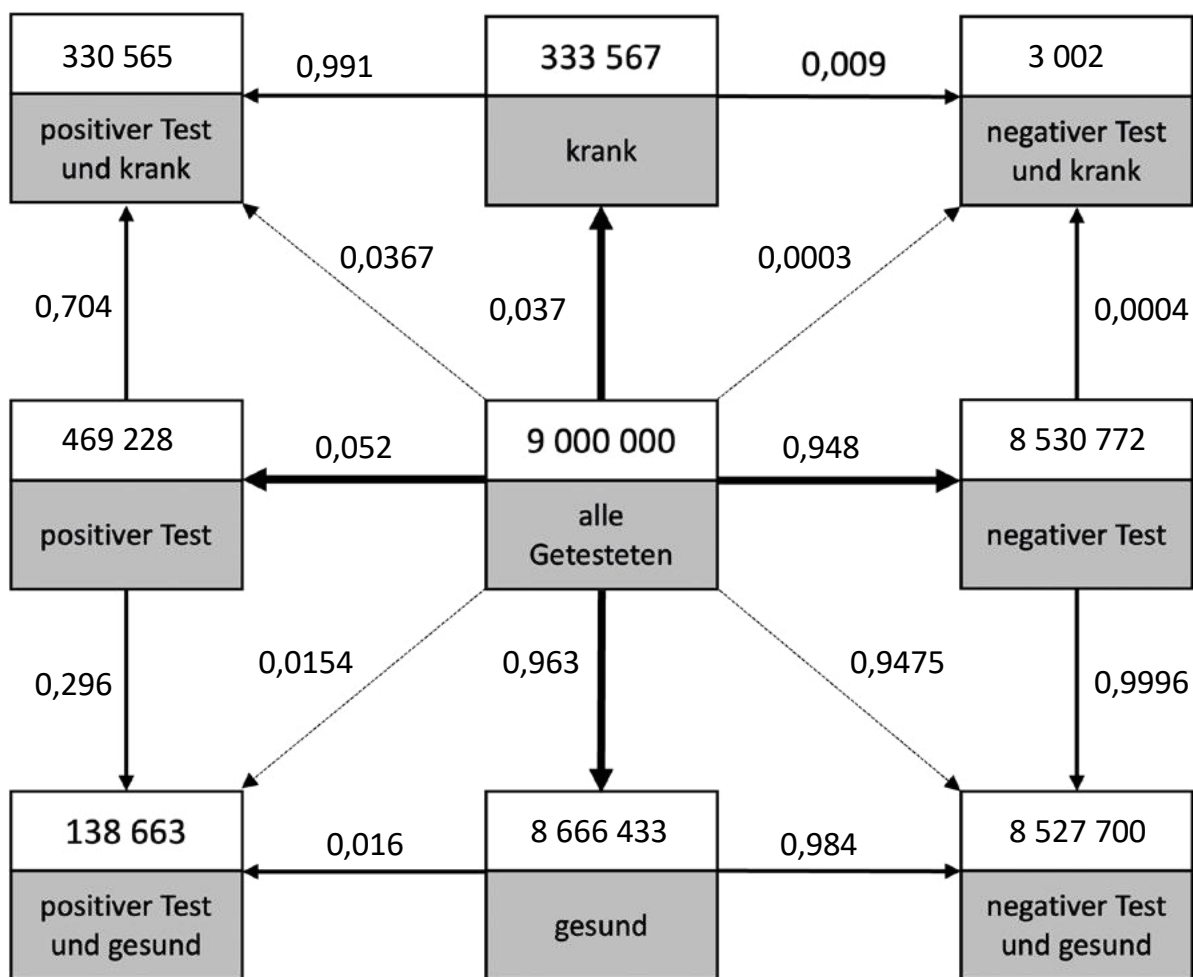 330 565
0,991
333 567
0,009
3 002
positiver Test
und krank
krank
negativer Test
und krank
0,0367
0,0003
0,704
0,037
0,0004
469 228
0,052
9 000 000
0,948
8 530 772
positiver Test
alle
Getesteten
negativer Test
0,296
0,0154
0,963
0,9475
0,9996
138 663
0,016
8 666 433
0,984
8 527 700
positiver Test
und gesund
gesund
negativer Test
und gesund